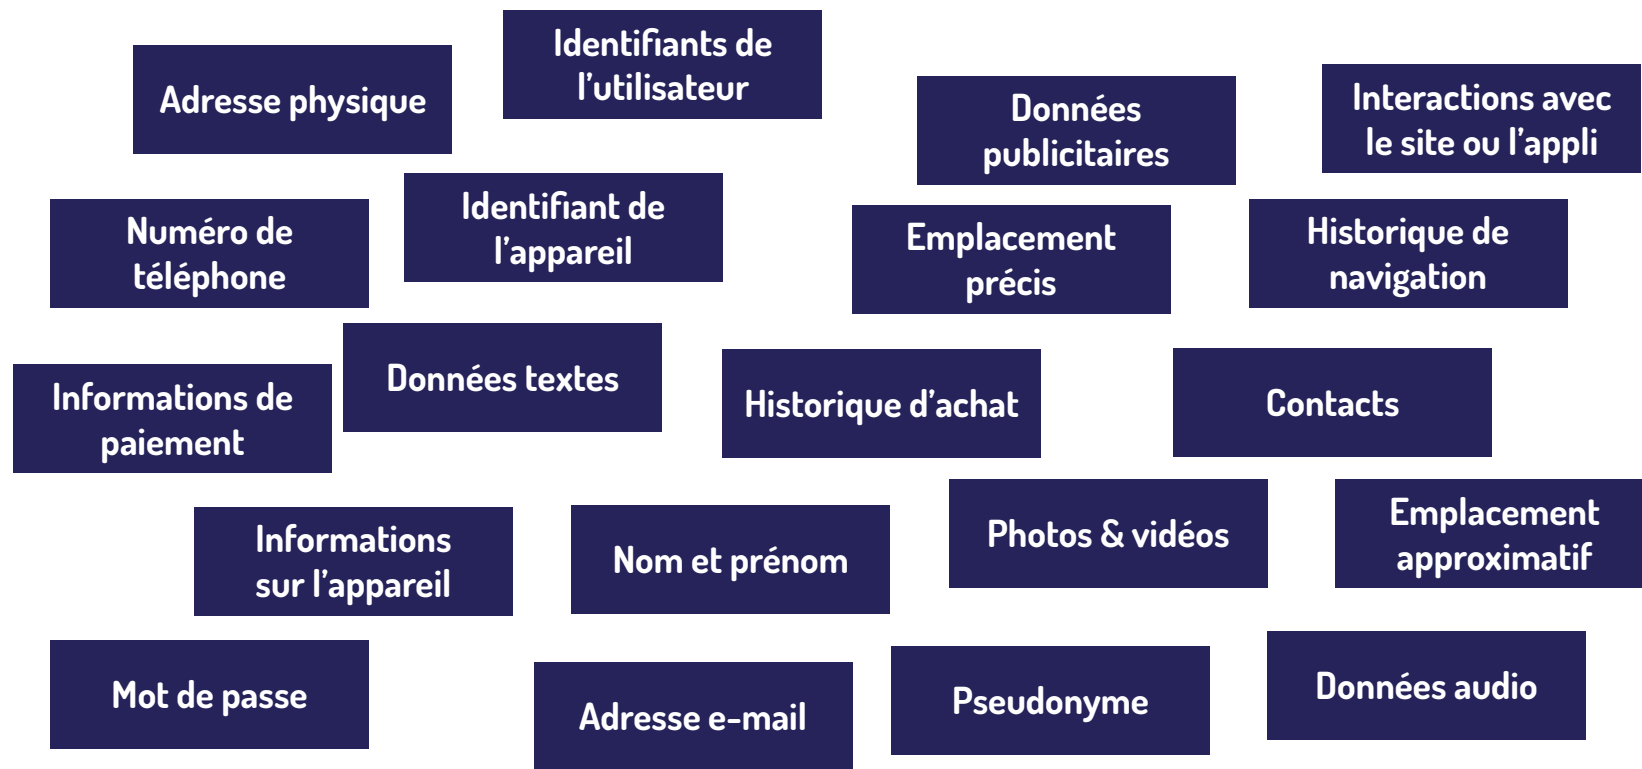 Identifiants de
l’utilisateur
Adresse physique
Données
publicitaires
Interactions avec
le site ou l’appli
Numéro de
téléphone
Identifiant de
l’appareil
Emplacement
précis
Historique de
navigation
Informations de
paiement
Données textes
Historique d’achat
Contacts
Informations
sur l’appareil
Nom et prénom
Photos & vidéos
Emplacement
approximatif
Mot de passe
Adresse e-mail
Pseudonyme
Données audio